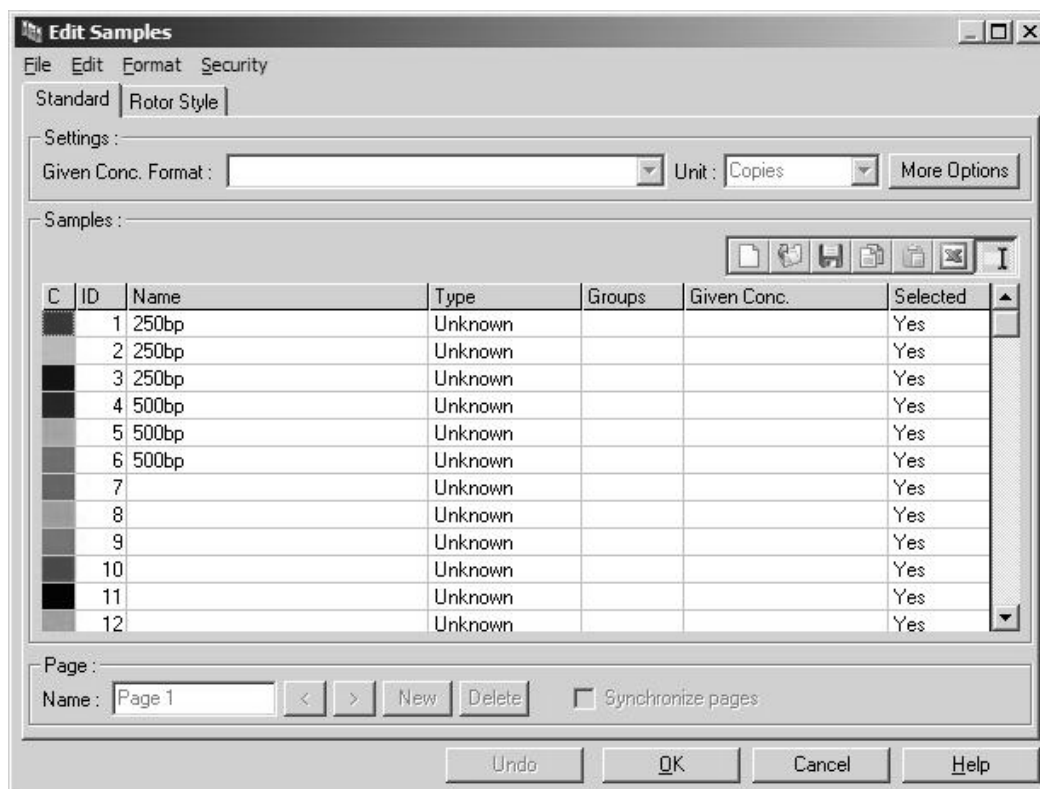 Edit Samples
File Edit Format Security
Standard Rotor Style
Settings :
Given Conc. Format : Unit : Copies More Options
Samples :
C ID Name Type Groups Given Conc. Selected
1 250bp Unknown Yes
2 250bp Unknown Yes
3 250bp Unknown Yes
4 500bp Unknown Yes
5 500bp Unknown Yes
6 500bp Unknown Yes
7 Unknown Yes
8 Unknown Yes
9 Unknown Yes
10 Unknown Yes
11 Unknown Yes
12 Unknown Yes
Page :
Name : Page 1 < > New Delete Synchronize pages
Undo OK Cancel Help